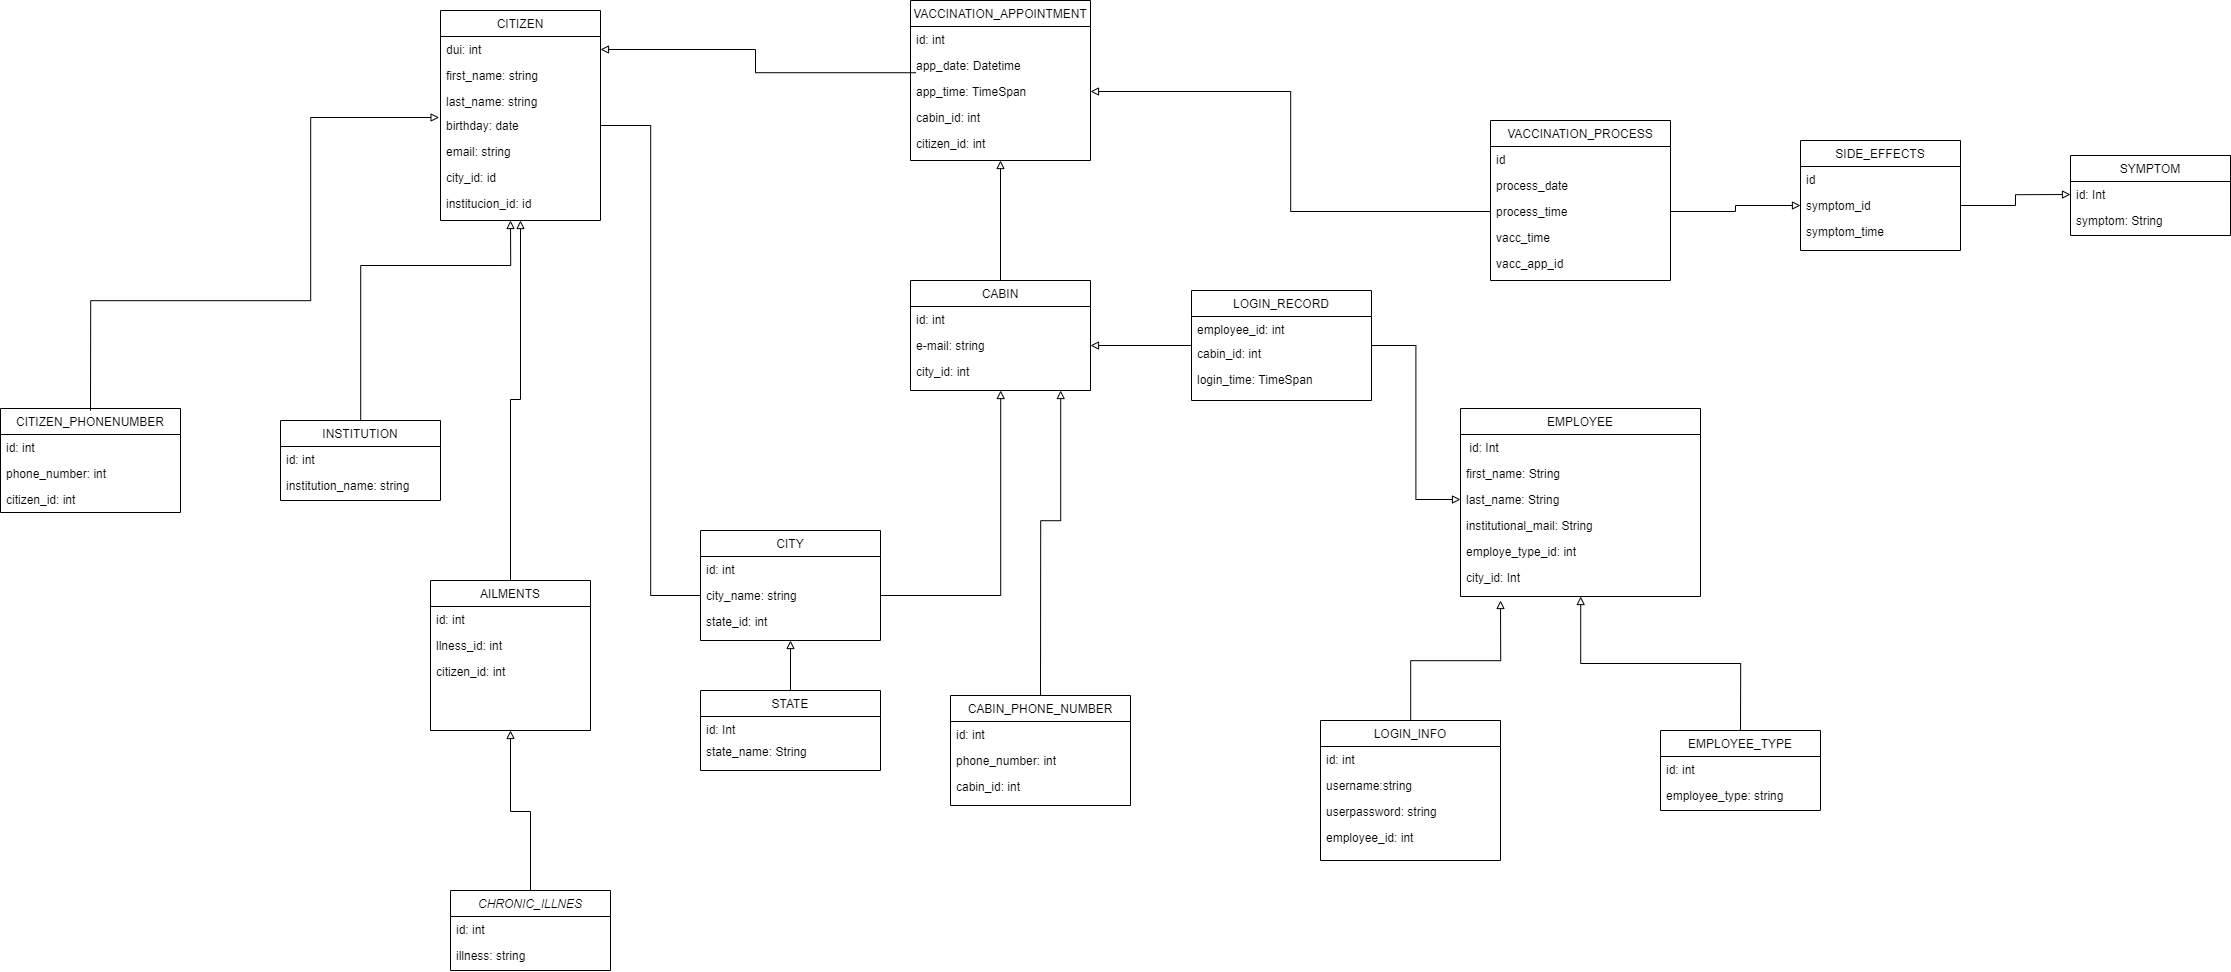 CITIZEN
dui: int
first_name: string
last_name: string
birthday: date
email: string
city_id: id
institucion_id: id
VACCINATION_APPOINTMENT
id: int
app_date: Datetime
app_time: TimeSpan
cabin_id: int
citizen_id: int
VACCINATION_PROCESS
id
process_date
process_time
vacc_time
vacc_app_id
SIDE_EFFECTS
id
symptom_id
symptom_time
SYMPTOM
id: Int
symptom: String
CABIN
id: int
e-mail: string
city_id: int
LOGIN_RECORD
employee_id: int
cabin_id: int
login_time: TimeSpan
CITIZEN_PHONENUMBER
id: int
phone_number: int
citizen_id: int
INSTITUTION
id: int
institution_name: string
EMPLOYEE
id: Int
first_name: String
last_name: String
institutional_mail: String
employe_type_id: int
city_id: Int
CITY
id: int
city_name: string
state_id: int
AILMENTS
id: int
llness_id: int
citizen_id: int
STATE
id: Int
state_name: String
CABIN_PHONE_NUMBER
id: int
phone_number: int
cabin_id: int
LOGIN_INFO
id: int
username:string
userpassword: string
employee_id: int
EMPLOYEE_TYPE
id: int
employee_type: string
CHRONIC_ILLNES
id: int
illness: string